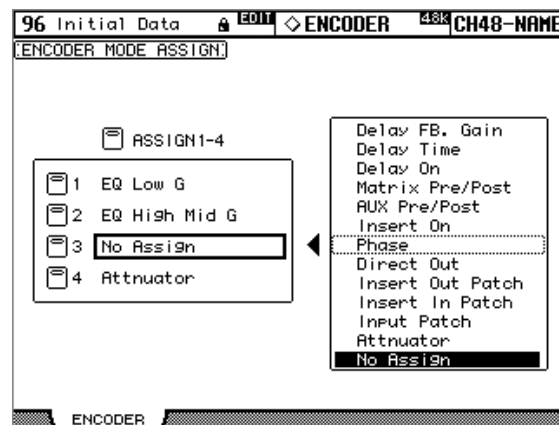 96 Initial Data EDIT ◇ENCODER 48k CH48-NAME
ENCODER MODE ASSIGN
ASSIGN1-4
1 EQ Low G
2 EQ High Mid G
3 No Assign
4 Attnuator
Delay FB. Gain
Delay Time
Delay On
Matrix Pre/Post
AUX Pre/Post
Insert On
Phase
Direct Out
Insert Out Patch
Insert In Patch
Input Patch
Attnuator
No Assign
ENCODER